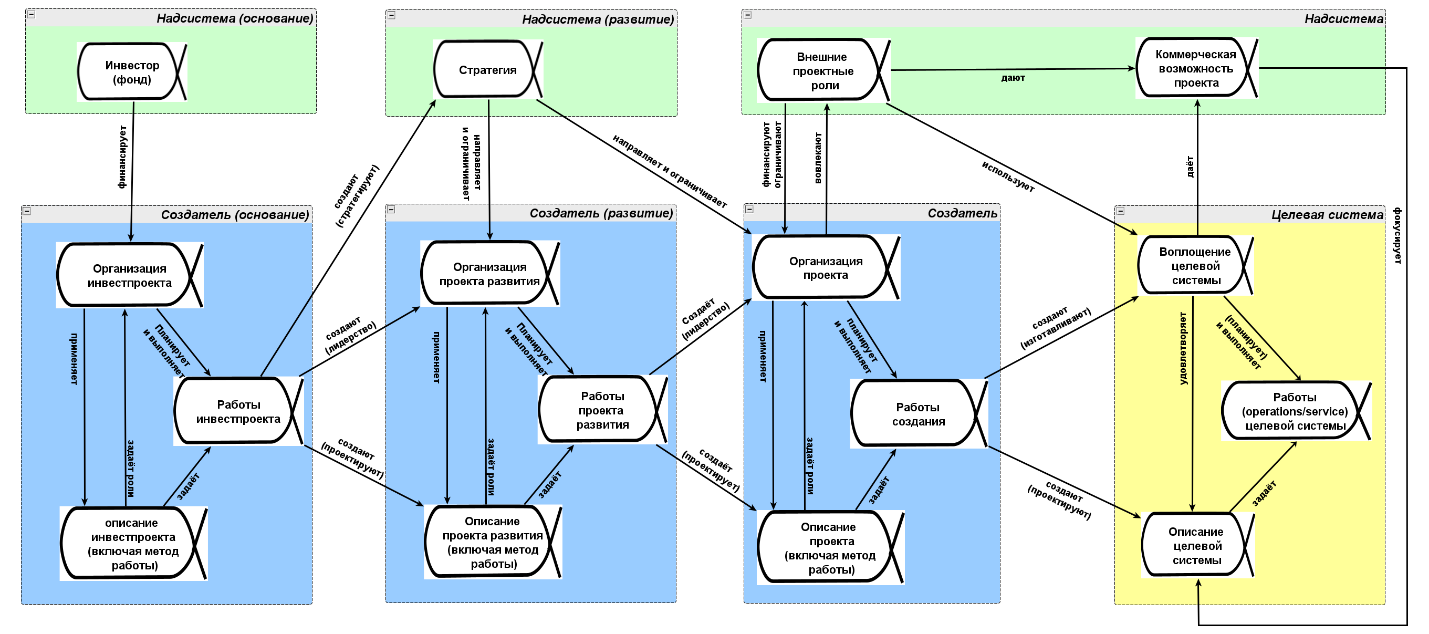 Надсистема (основание)
Инвестор
(фонд)
финансирует
Создатель (основание)
Организация
инвестпроекта
применяет
задаёт роли
Планирует
и выполняет
Работы
инвестпроекта
задаёт
описание
инвестпроекта
(включая метод
работы)
создают
(стратегируют)
создают
(лидерство)
создают
(проектируют)
Надсистема (развитие)
Стратегия
направляет
и ограничивает
направляет и ограничивает
Создатель (развитие)
Организация
проекта развития
применяет
задаёт роли
Планирует
и выполняет
Работы
проекта
развития
задаёт
Описание
проекта развития
(включая метод
работы)
Создаёт
(лидерство)
создаёт
(проектирует)
Надсистема
Внешние
проектные
роли
дают
Коммерческая
возможность
проекта
финансируют
ограничивают
вовлекают
используют
даёт
фокусирует
Создатель
Организация
проекта
применяет
задаёт роли
планирует
и выполняет
Работы
создания
задаёт
Описание
проекта
(включая метод
работы)
создают
(изготавливают)
создают
(проектируют)
Целевая система
Воплощение
целевой
системы
удовлетворяет
(планирует)
и выполняет
Работы
(operations/service)
целевой системы
задаёт
Описание
целевой
системы